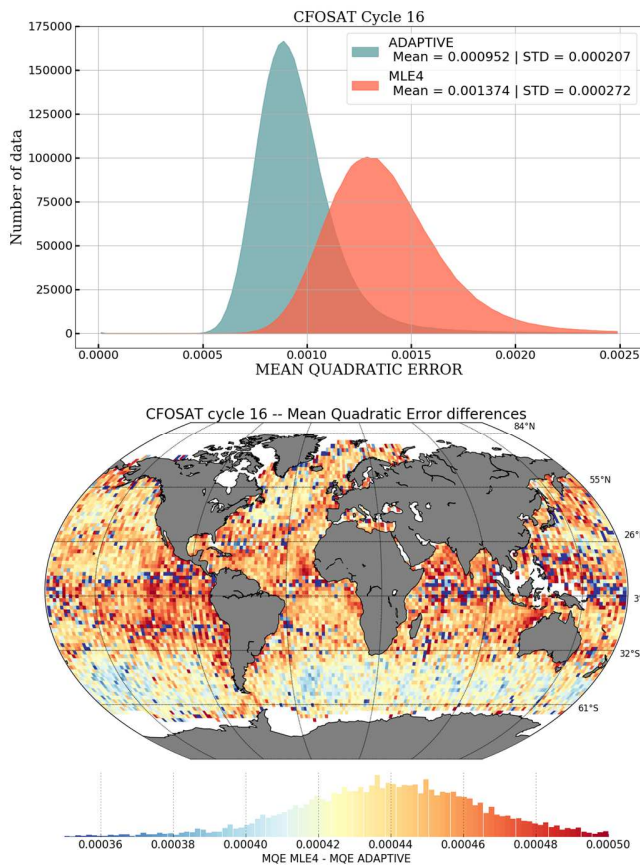 CFOSAT Cycle 16
175000
150000
125000
100000
75000
50000
25000
0
Number of data
ADAPTIVE
Mean = 0.000952 | STD = 0.000207
MLE4
Mean = 0.001374 | STD = 0.000272
0.0000 0.0005 0.0010 0.0015 0.0020 0.0025
MEAN QUADRATIC ERROR
CFOSAT cycle 16 -- Mean Quadratic Error differences
84°N
55°N
26°
3°
32°S
61°S
0.00036 0.00038 0.00040 0.00042 0.00044 0.00046 0.00048 0.00050
MQE MLE4 - MQE ADAPTIVE